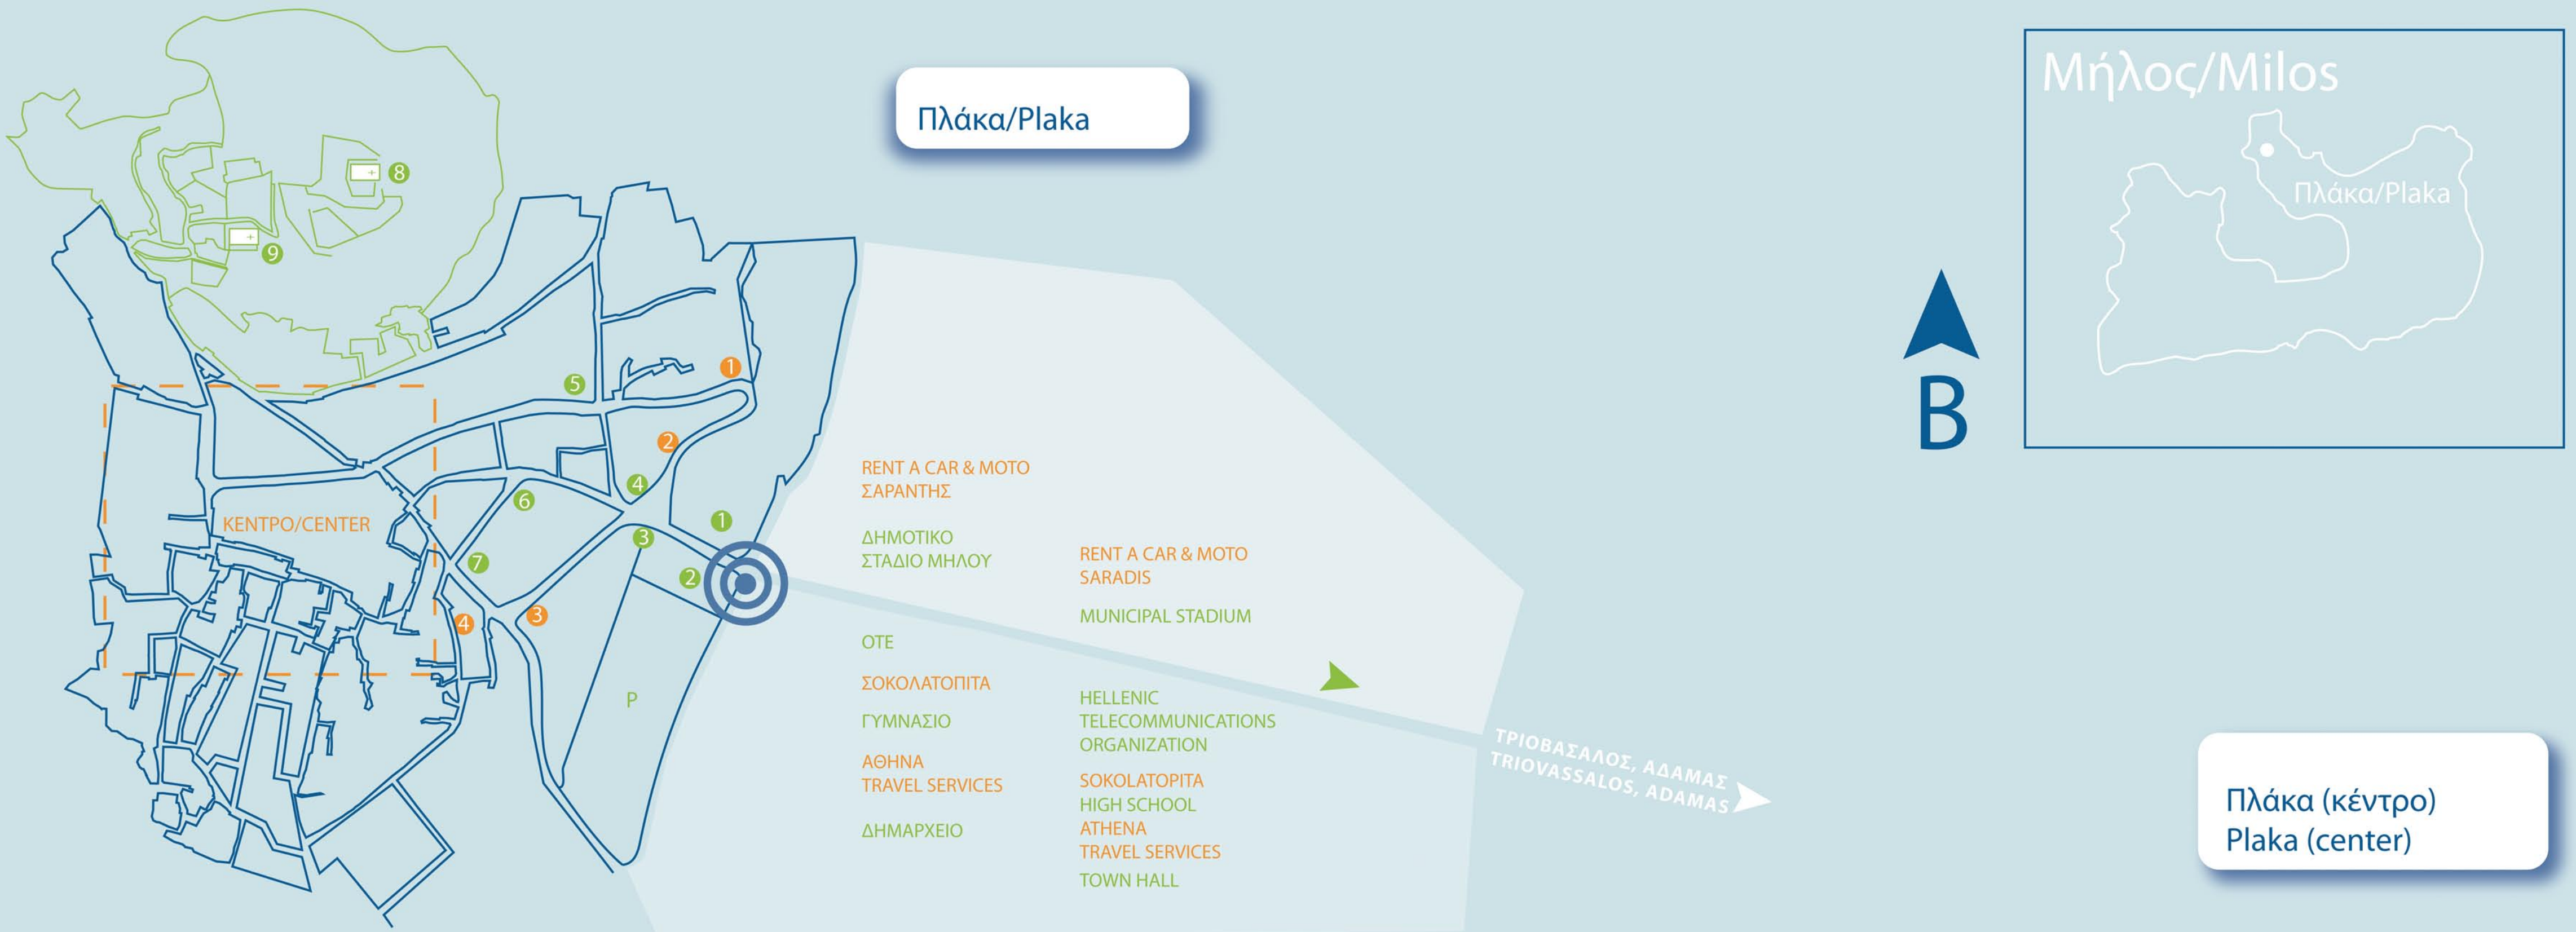 Πλάκα/Plaka
Μήλος/Milos
Πλάκα/Plaka
B
8
9
5
1
2
4
6
1
3
7
2
3
4
P
ΚΕΝΤΡΟ/CENTER
RENT A CAR & MOTO
ΣΑΡΑΝΤΗΣ
ΔΗΜΟΤΙΚΟ
ΣΤΑΔΙΟ ΜΗΛΟΥ
ΟΤΕ
ΣΟΚΟΛΑΤΟΠΙΤΑ
ΓΥΜΝΑΣΙΟ
ΑΘΗΝΑ
TRAVEL SERVICES
ΔΗΜΑΡΧΕΙΟ
RENT A CAR & MOTO
SARADIS
MUNICIPAL STADIUM
HELLENIC
TELECOMMUNICATIONS
ORGANIZATION
SOKOLATOPITA
HIGH SCHOOL
ATHENA
TRAVEL SERVICES
TOWN HALL
ΤΡΙΟΒΑΣΑΛΟΣ, ΑΔΑΜΑΣ
TRIOVASSALOS, ADAMAS
Πλάκα (κέντρο)
Plaka (center)